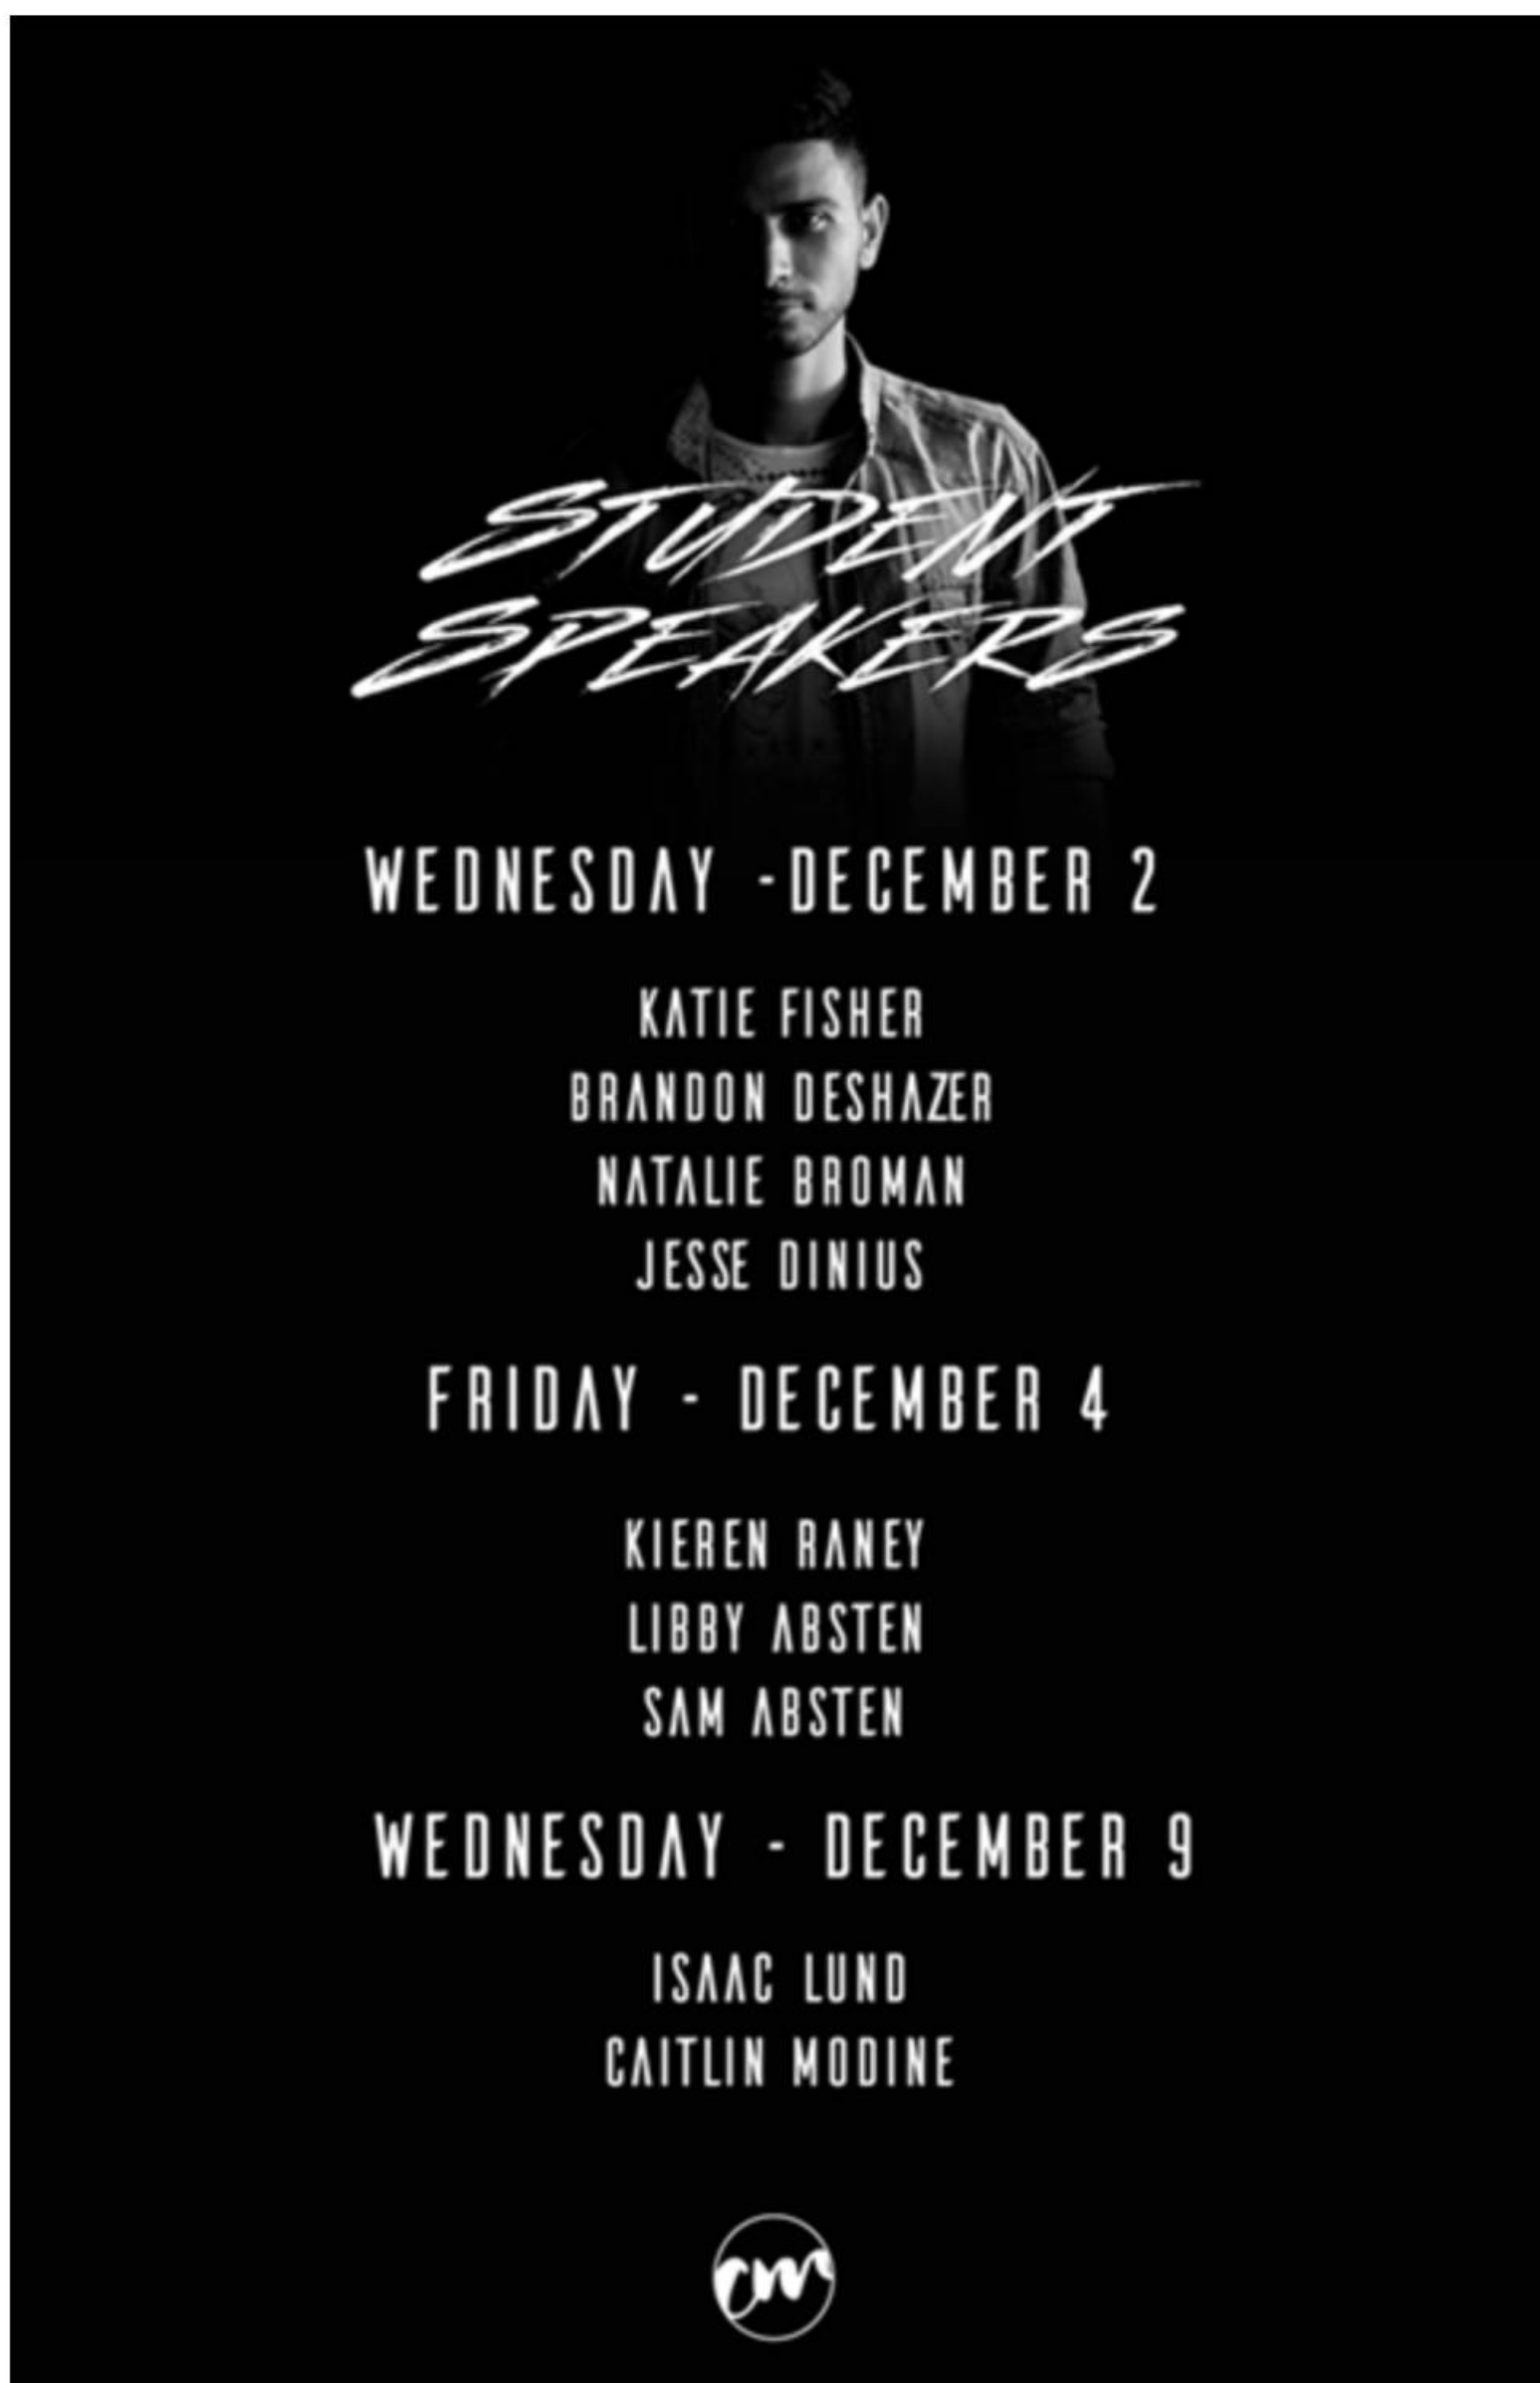 STUDENT
SPEAKERS
WEDNESDAY -DECEMBER 2
KATIE FISHER
BRANDON DESHAZER
NATALIE BROMAN
JESSE DINIUS
FRIDAY - DECEMBER 4
KIEREN RANEY
LIBBY ABSTEN
SAM ABSTEN
WEDNESDAY - DECEMBER 9
ISAAC LUND
CAITLIN MODINE
cm